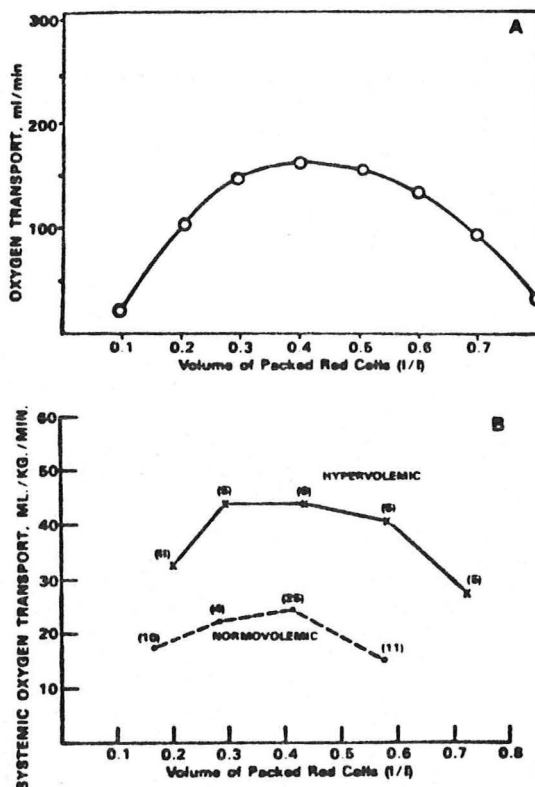 A
OXYGEN TRANSPORT, ml/min
300
200
100
0.1 0.2 0.3 0.4 0.5 0.6 0.7
Volume of Packed Red Cells (l/l)
B
SYSTEMIC OXYGEN TRANSPORT, ML./KG./MIN.
60
50
40
30
20
10
HYPERVOLEMIC
(5) (6) (5) (5)
NORMOVOLEMIC
(10) (4) (25) (11)
0.1 0.2 0.3 0.4 0.5 0.6 0.7 0.8
Volume of Packed Red Cells (l/l)